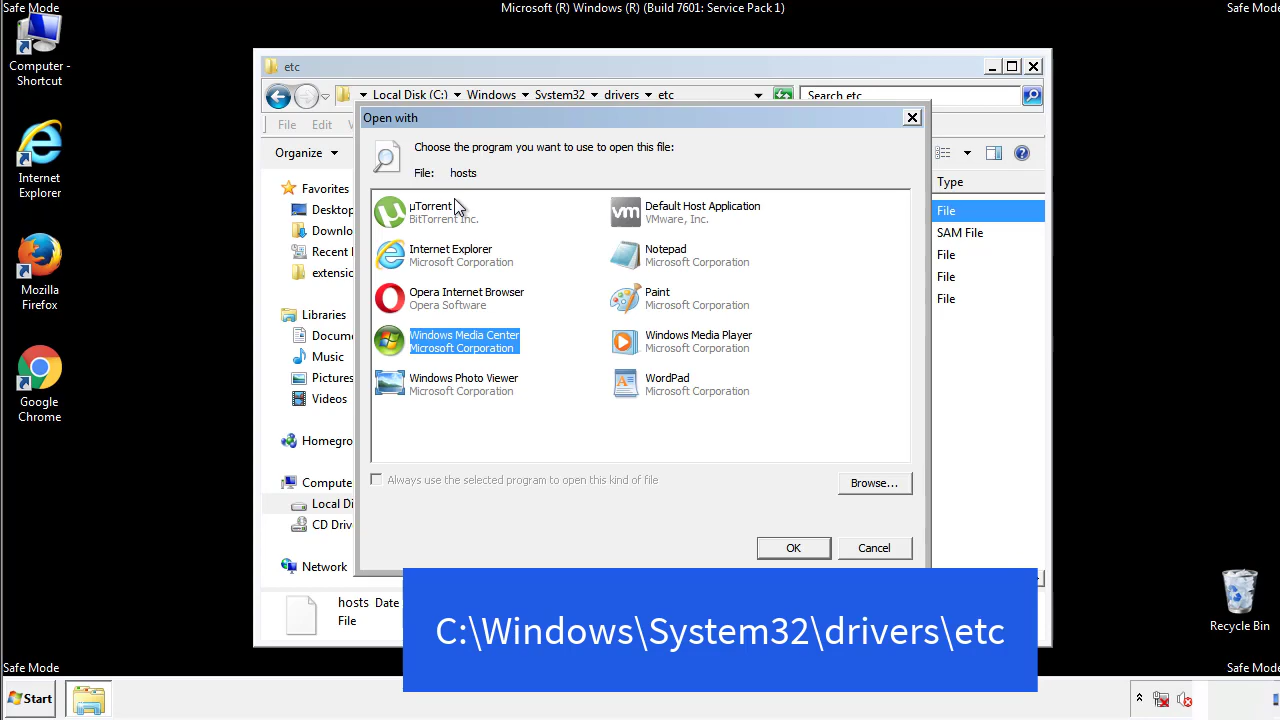 Safe Mode
Microsoft (R) Windows (R) (Build 7601: Service Pack 1)
Safe Mode
Computer -
Shortcut
Internet
Explorer
Mozilla
Firefox
Google
Chrome
etc
Local Disk (C:) Windows System32 drivers etc
Search etc
File Edit
Organize
Favorites
Desktop
Downlo
Recent
extensio
Libraries
Docume
Music
Pictures
Videos
Homegro
Compute
Local Di
CD Driv
Network
Type
File
SAM File
File
File
File
Open with
Choose the program you want to use to open this file:
File: hosts
µTorrent
BitTorrent Inc.
Default Host Application
VMware, Inc.
Internet Explorer
Microsoft Corporation
Notepad
Microsoft Corporation
Opera Internet Browser
Opera Software
Paint
Microsoft Corporation
Windows Media Center
Microsoft Corporation
Windows Media Player
Microsoft Corporation
Windows Photo Viewer
Microsoft Corporation
WordPad
Microsoft Corporation
Always use the selected program to open this kind of file
Browse...
OK
Cancel
hosts Date
File
C:\Windows\System32\drivers\etc
Recycle Bin
Safe Mode
Safe Mode
Start